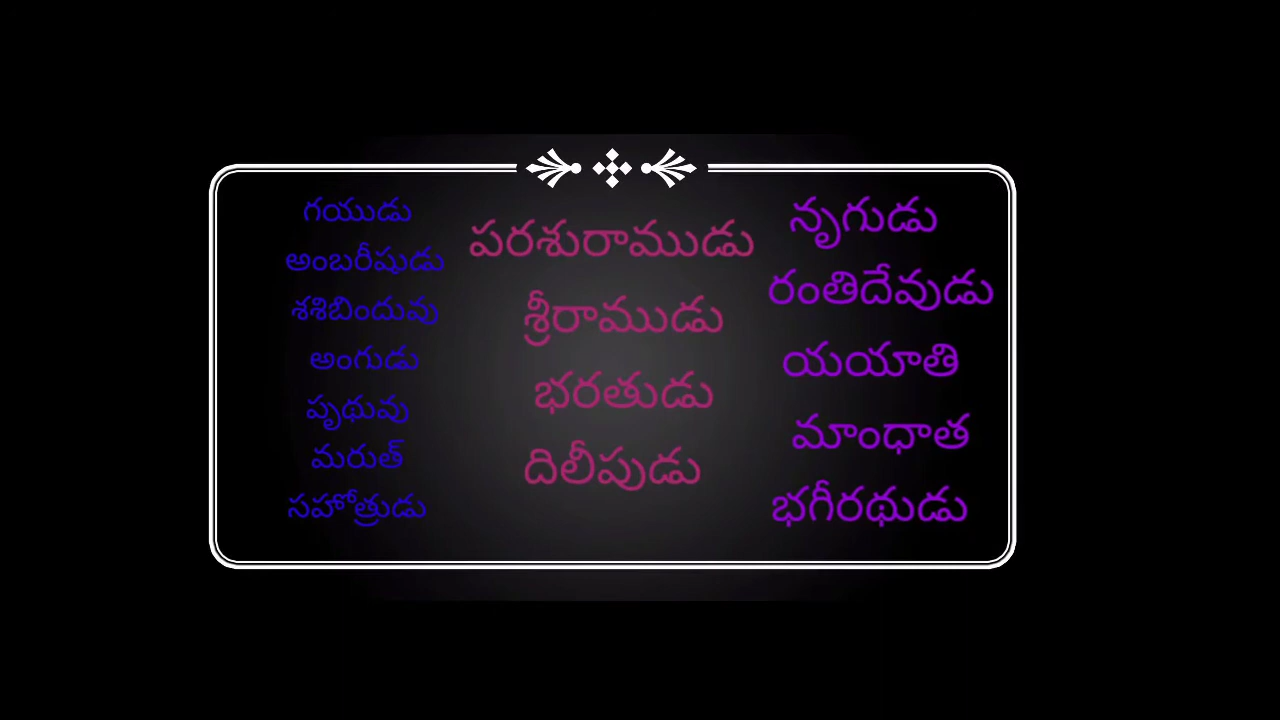 గయుడు
అంబరీషుడు
శశిబిందువు
అంగుడు
పృథువు
మరుత్
సహోత్రుడు
పరశురాముడు
శ్రీరాముడు
భరతుడు
దిలీపుడు
నృగుడు
రంతిదేవుడు
యయాతి
మాంధాత
భగీరథుడు